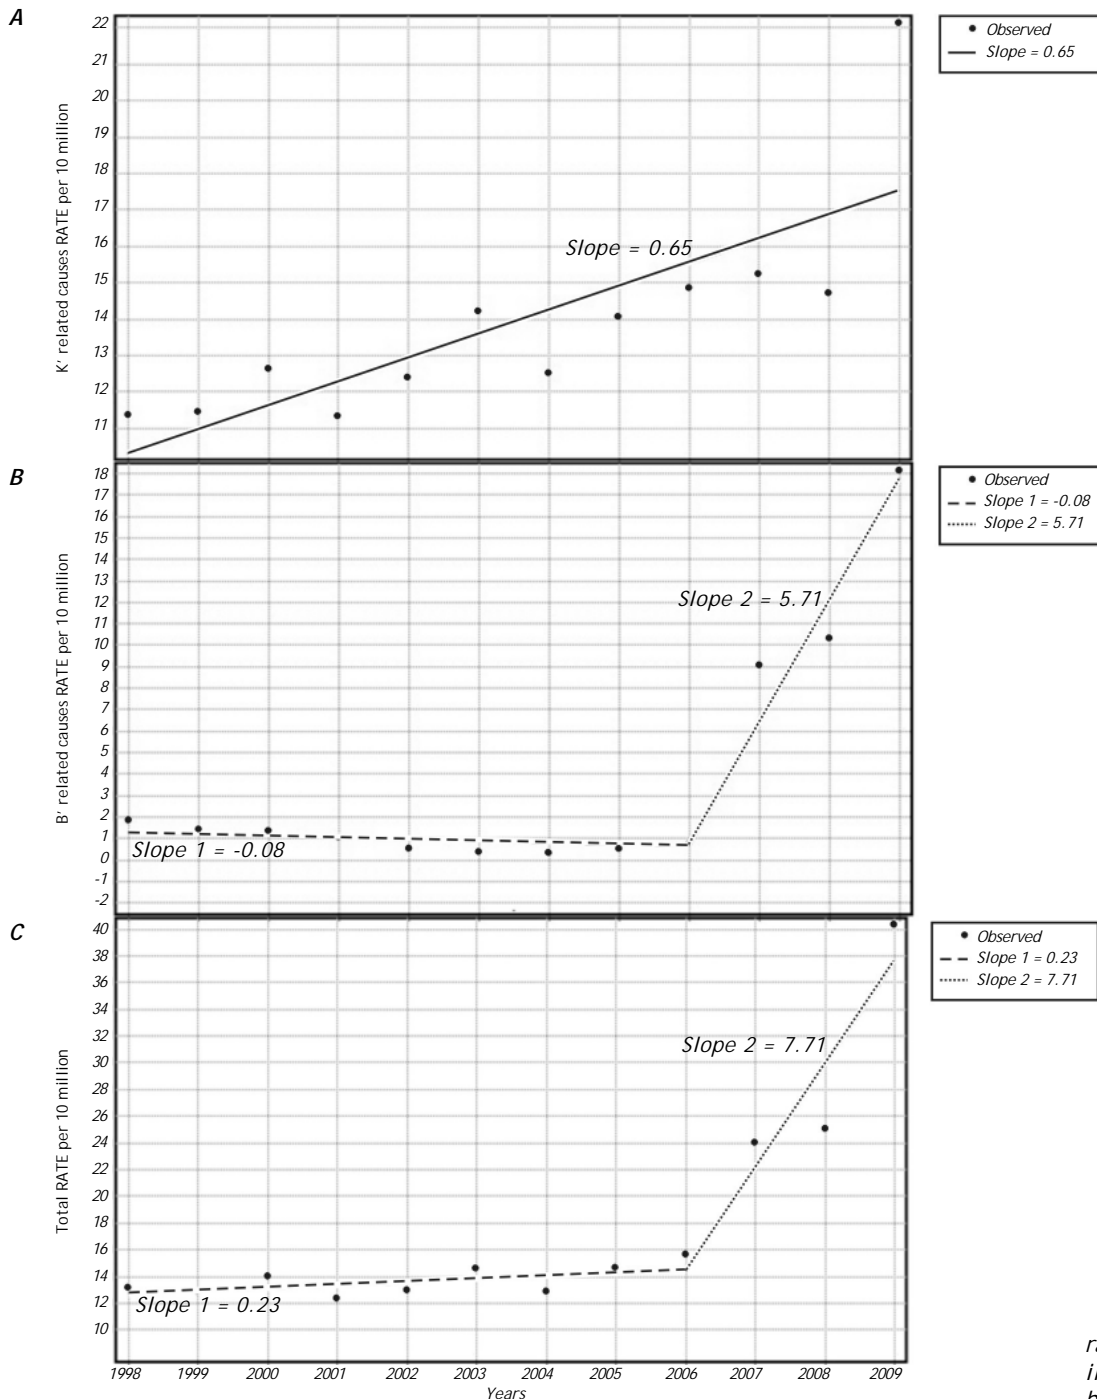 A
K' related causes RATE per 10 million
22
21
20
19
18
17
16
15
14
13
12
11
Slope = 0.65
Observed
Slope = 0.65
B
B' related causes RATE per 10 million
18
17
16
15
14
13
12
11
10
9
8
7
6
5
4
3
2
1
0
-1
-2
Slope 1 = -0.08
Slope 2 = 5.71
Observed
Slope 1 = -0.08
Slope 2 = 5.71
C
Total RATE per 10 million
40
38
36
34
32
30
28
26
24
22
20
18
16
14
12
10
Slope 1 = 0.23
Slope 2 = 7.71
Observed
Slope 1 = 0.23
Slope 2 = 7.71
1998 1999 2000 2001 2002 2003 2004 2005 2006 2007 2008 2009
Years